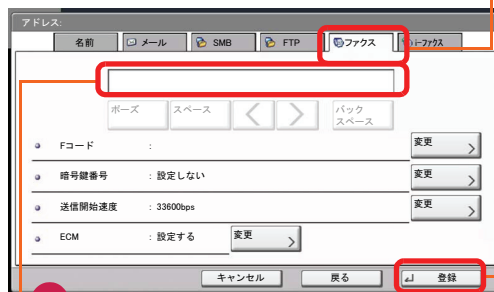 アドレス:
名前 メール SMB FTP ファクス i-ファクス
ポーズ スペース バック
スペース
Fコード : 変更
暗号鍵番号 : 設定しない 変更
送信開始速度 : 33600bps 変更
ECM : 設定する 変更
キャンセル 戻る 登録